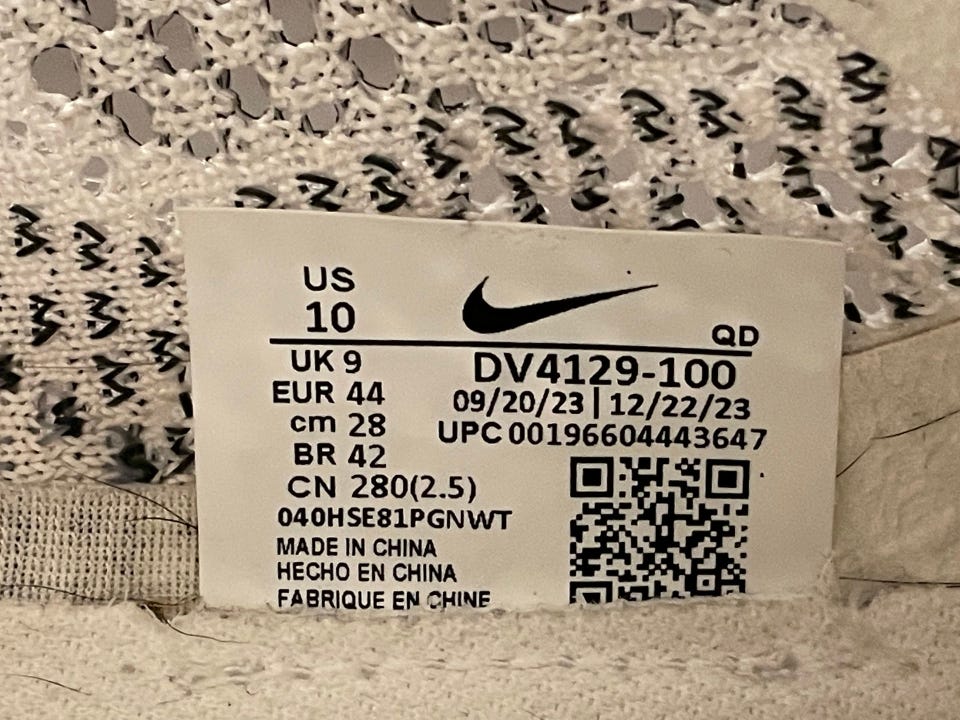 US
10
QD
UK 9
DV4129-100
EUR 44
09/20/23 | 12/22/23
cm 28
UPC 00196604443647
BR 42
CN 280(2.5)
040HSE81PGNWT
MADE IN CHINA
HECHO EN CHINA
FABRIQUE EN CHINE